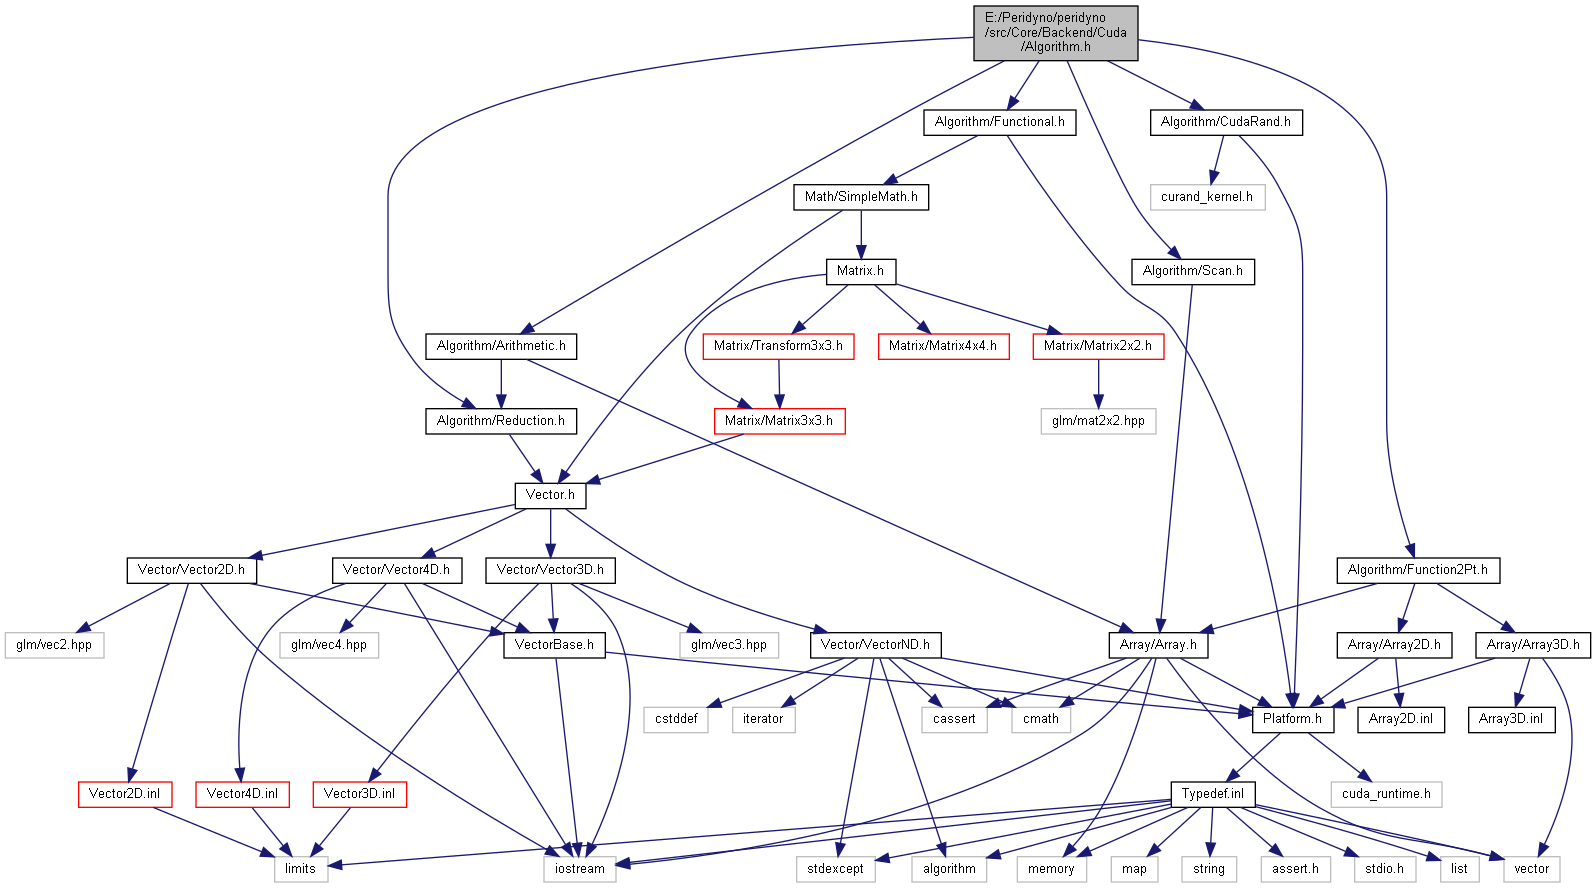 E:/Peridyno/peridyno
/src/Core/Backend/Cuda
/Algorithm.h
Algorithm/Functional.h
Algorithm/CudaRand.h
Math/SimpleMath.h
curand_kernel.h
Matrix.h
Algorithm/Scan.h
Algorithm/Arithmetic.h
Matrix/Transform3x3.h
Matrix/Matrix4x4.h
Matrix/Matrix2x2.h
Algorithm/Reduction.h
Matrix/Matrix3x3.h
glm/mat2x2.hpp
Vector.h
Vector/Vector2D.h
Vector/Vector4D.h
Vector/Vector3D.h
Algorithm/Function2Pt.h
glm/vec2.hpp
glm/vec4.hpp
VectorBase.h
glm/vec3.hpp
Vector/VectorND.h
Array/Array.h
Array/Array2D.h
Array/Array3D.h
cstddef
iterator
cassert
cmath
Platform.h
Array2D.inl
Array3D.inl
Vector2D.inl
Vector4D.inl
Vector3D.inl
Typedef.inl
cuda_runtime.h
limits
iostream
stdexcept
algorithm
memory
map
string
assert.h
stdio.h
list
vector